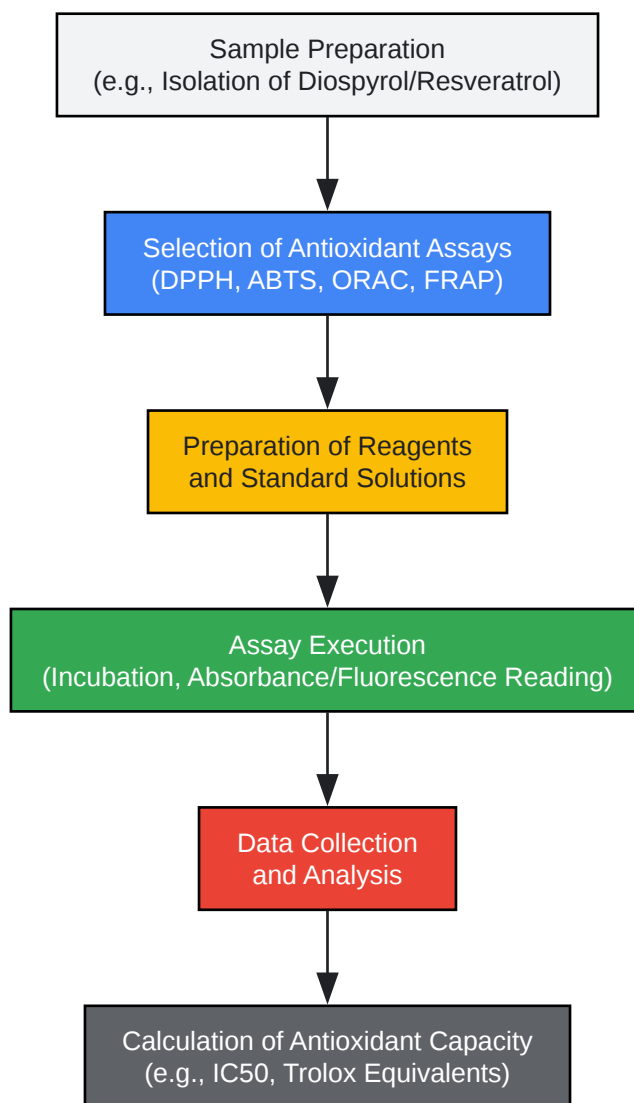 Sample Preparation
(e.g., Isolation of Diospyrol/Resveratrol)
Selection of Antioxidant Assays
(DPPH, ABTS, ORAC, FRAP)
Preparation of Reagents
and Standard Solutions
Assay Execution
(Incubation, Absorbance/Fluorescence Reading)
Data Collection
and Analysis
Calculation of Antioxidant Capacity
(e.g., IC50, Trolox Equivalents)